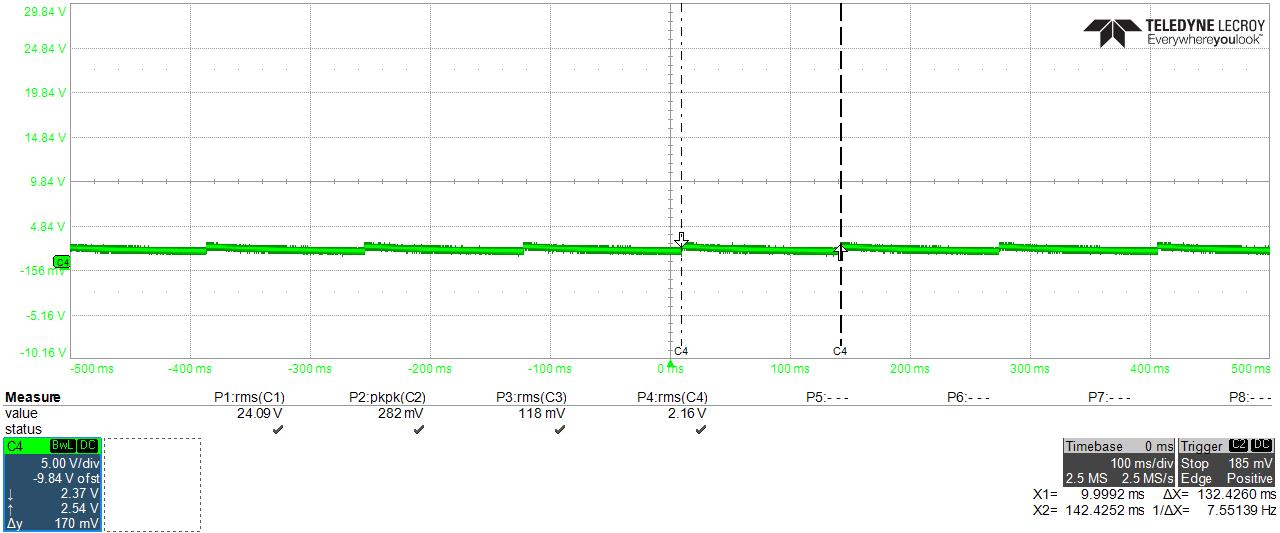 29.84 V
TELEDYNE LECROY
Everywhereyoulook™
24.84 V
19.84 V
14.84 V
9.84 V
4.84 V
C4
-156 mV
-5.16 V
-10.16 V
C4 C4
-500 ms -400 ms -300 ms -200 ms -100 ms 0 ms 100 ms 200 ms 300 ms 400 ms 500 ms
Measure P1:rms(C1) P2:pkpk(C2) P3:rms(C3) P4:rms(C4) P5:- - - P6:- - - P7:- - - P8:- - -
value 24.09 V 282 mV 118 mV 2.16 V
status
C4 BwL DC
5.00 V/div
-9.84 V ofst
↓ 2.37 V
↑ 2.54 V
Δy 170 mV
Timebase 0 ms
100 ms/div
2.5 MS 2.5 MS/s
Trigger C2 DC
Stop 185 mV
Edge Positive
X1= 9.9992 ms ΔX= 132.4260 ms
X2= 142.4252 ms 1/ΔX= 7.55139 Hz